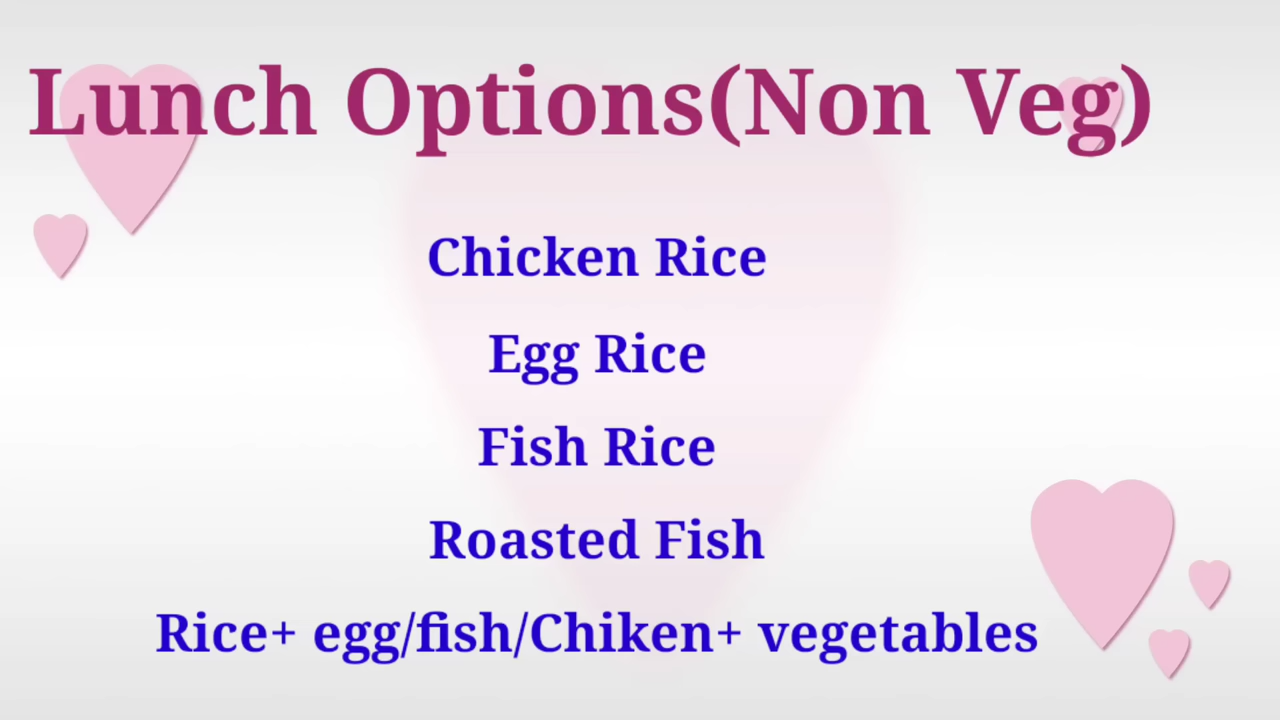 Lunch Options(Non Veg)
Chicken Rice
Egg Rice
Fish Rice
Roasted Fish
Rice+ egg/fish/Chiken+ vegetables